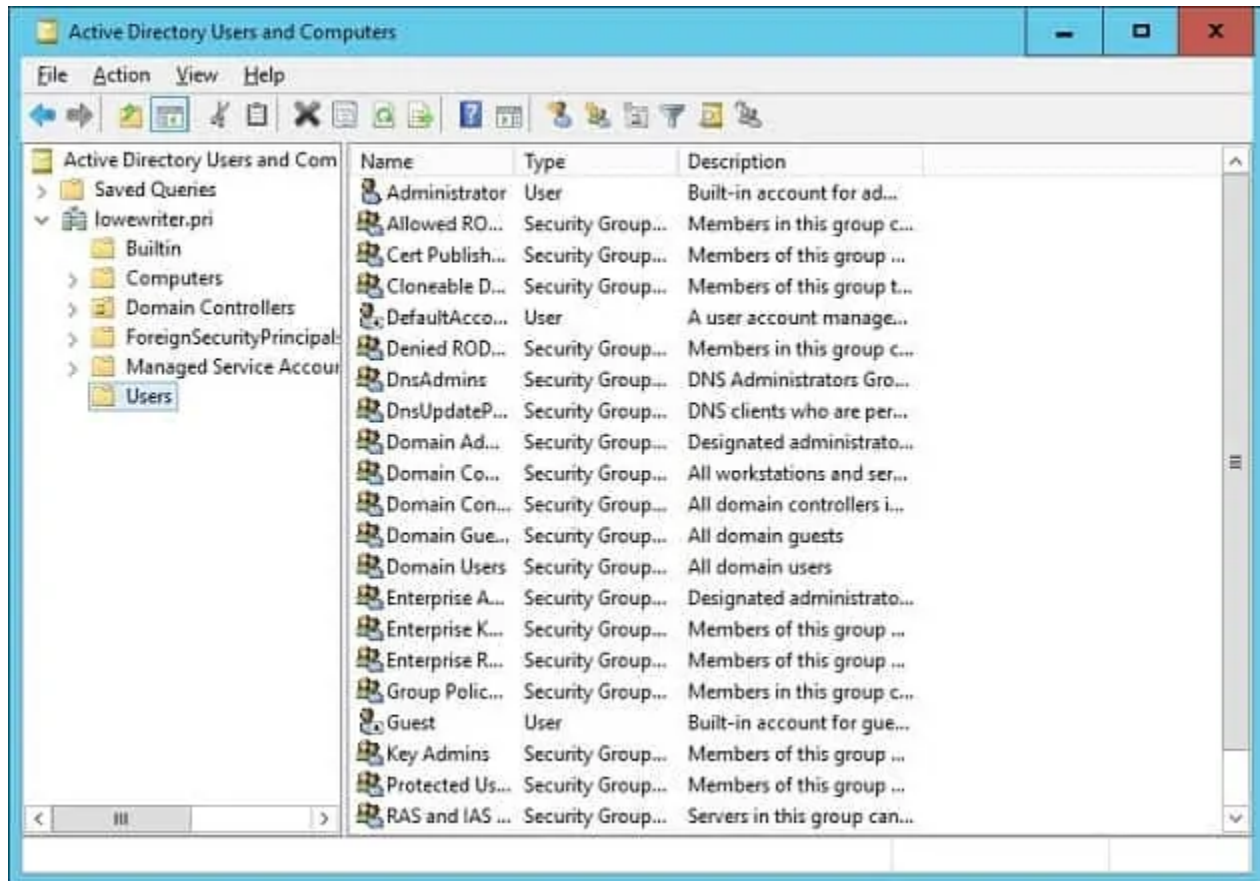 Active Directory Users and Computers
File Action View Help
Active Directory Users and Com
Saved Queries
lowewriter.pri
Builtin
Computers
Domain Controllers
ForeignSecurityPrincipals
Managed Service Accour
Users
Name Type Description
Administrator User Built-in account for ad...
Allowed RO... Security Group... Members in this group c...
Cert Publish... Security Group... Members of this group ...
Cloneable D... Security Group... Members of this group t...
DefaultAcco... User A user account manage...
Denied ROD... Security Group... Members in this group c...
DnsAdmins Security Group... DNS Administrators Gro...
DnsUpdateP... Security Group... DNS clients who are per...
Domain Ad... Security Group... Designated administrato...
Domain Co... Security Group... All workstations and ser...
Domain Con... Security Group... All domain controllers i...
Domain Gue... Security Group... All domain guests
Domain Users Security Group... All domain users
Enterprise A... Security Group... Designated administrato...
Enterprise K... Security Group... Members of this group ...
Enterprise R... Security Group... Members of this group ...
Group Polic... Security Group... Members in this group c...
Guest User Built-in account for gue...
Key Admins Security Group... Members of this group ...
Protected Us... Security Group... Members of this group ...
RAS and IAS ... Security Group... Servers in this group can...